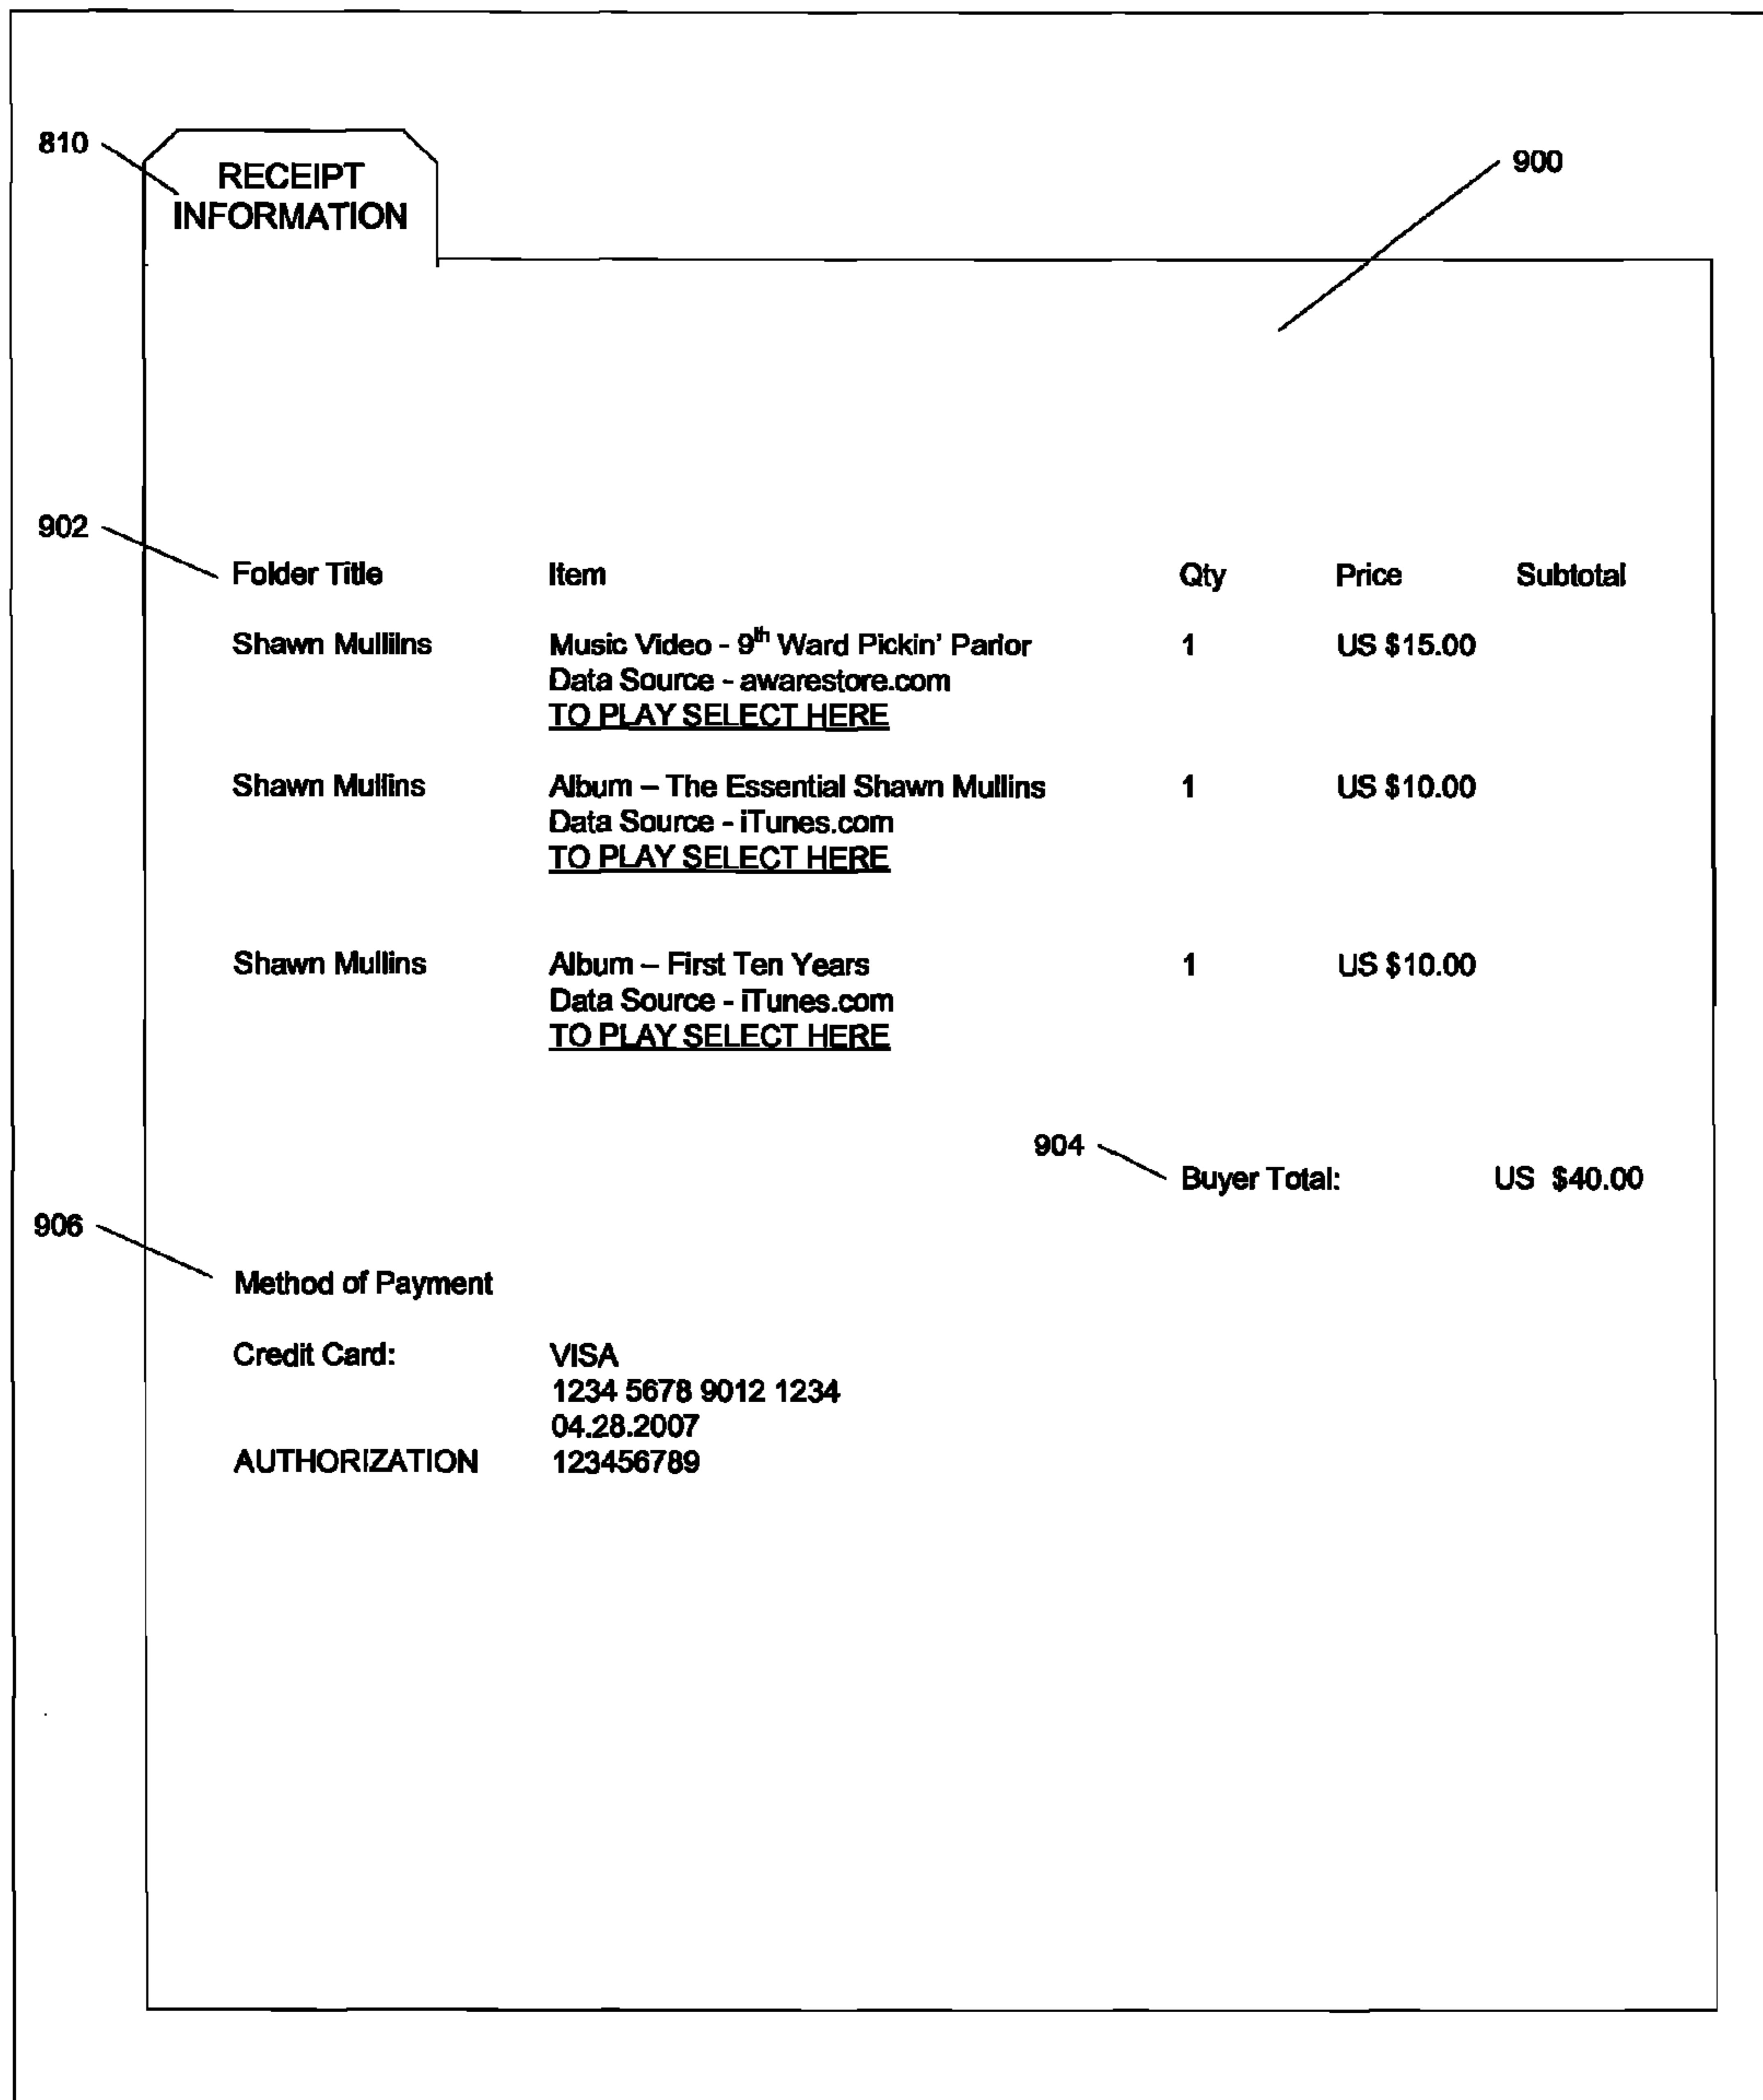 810
RECEIPT
INFORMATION
900
902
Folder Title Item Qty Price Subtotal
Shawn Mullilns Music Video - 9th Ward Pickin' Parlor 1 US $15.00
Data Source - awarestore.com
TO PLAY SELECT HERE
Shawn Mullins Album – The Essential Shawn Mullins 1 US $10.00
Data Source - iTunes.com
TO PLAY SELECT HERE
Shawn Mullins Album – First Ten Years 1 US $10.00
Data Source - iTunes.com
TO PLAY SELECT HERE
904
Buyer Total: US $40.00
906
Method of Payment
Credit Card: VISA
1234 5678 9012 1234
04.28.2007
AUTHORIZATION 123456789